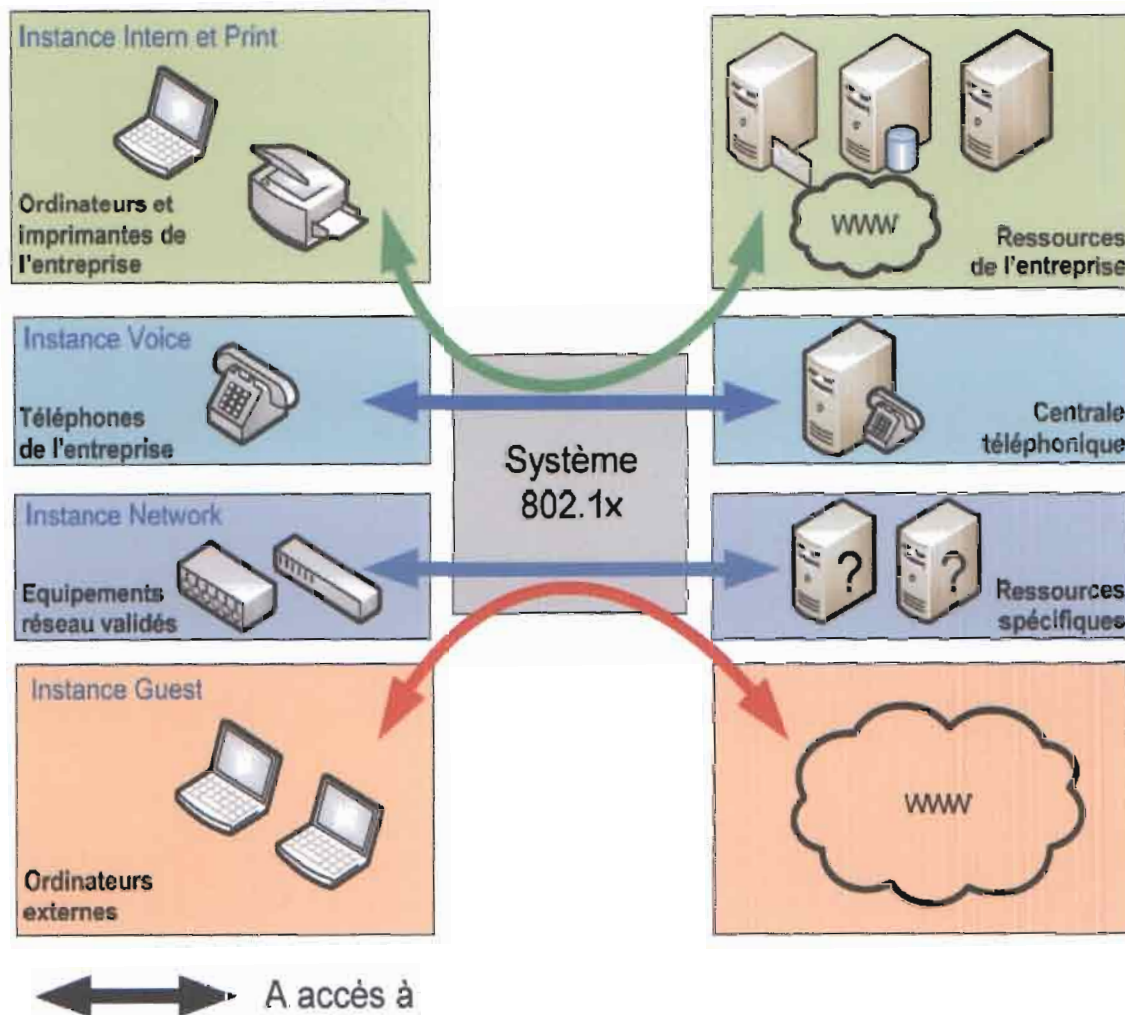 Instance Intern et Print
Ordinateurs et
imprimantes de
l'entreprise
WWW
Ressources
de l'entreprise
Instance Voice
Téléphones
de l'entreprise
Centrale
téléphonique
Système
802.1x
Instance Network
Equipements
réseau validés
?
?
Ressources
spécifiques
Instance Guest
Ordinateurs
externes
WWW
A accès à